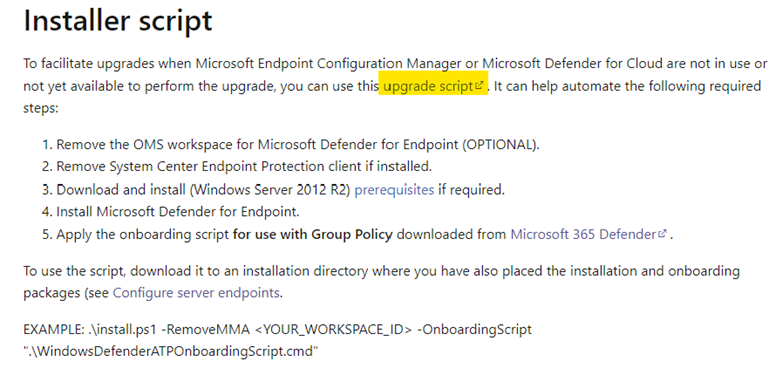 Installer script
To facilitate upgrades when Microsoft Endpoint Configuration Manager or Microsoft Defender for Cloud are not in use or
not yet available to perform the upgrade, you can use this upgrade script . It can help automate the following required
steps:
1. Remove the OMS workspace for Microsoft Defender for Endpoint (OPTIONAL).
2. Remove System Center Endpoint Protection client if installed.
3. Download and install (Windows Server 2012 R2) prerequisites if required.
4. Install Microsoft Defender for Endpoint.
5. Apply the onboarding script for use with Group Policy downloaded from Microsoft 365 Defender .
To use the script, download it to an installation directory where you have also placed the installation and onboarding
packages (see Configure server endpoints.
EXAMPLE: .\install.ps1 -RemoveMMA <YOUR_WORKSPACE_ID> -OnboardingScript
".\WindowsDefenderATPOnboardingScript.cmd"